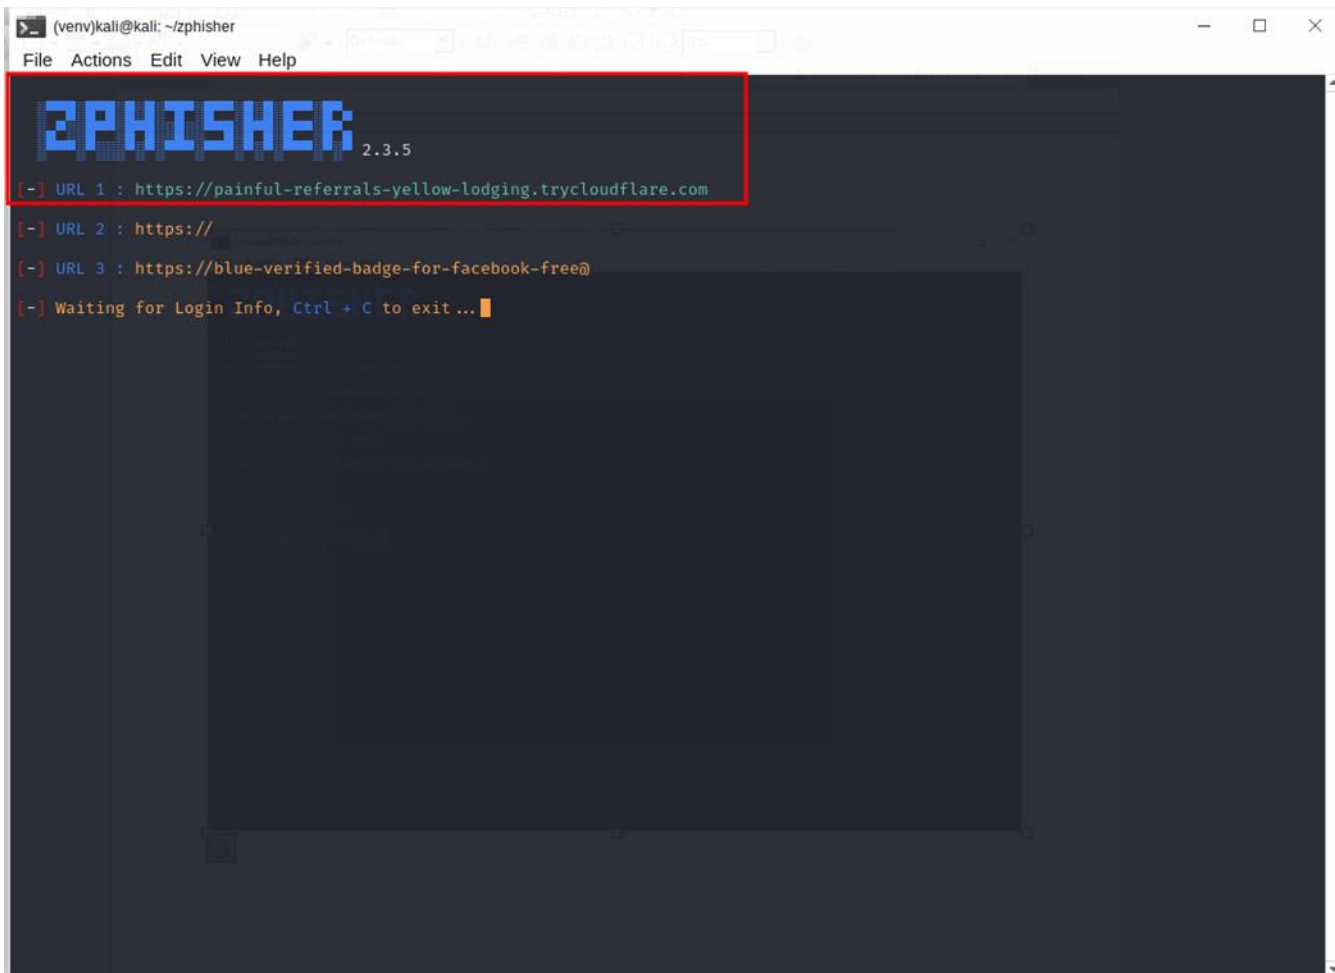 (venv)kali@kali: ~/zphisher
File Actions Edit View Help
ZPHISHER 2.3.5
[-] URL 1 : https://painful-referrals-yellow-lodging.trycloudflare.com
[-] URL 2 : https://
[-] URL 3 : https://blue-verified-badge-for-facebook-free@
[-] Waiting for Login Info, Ctrl + C to exit...